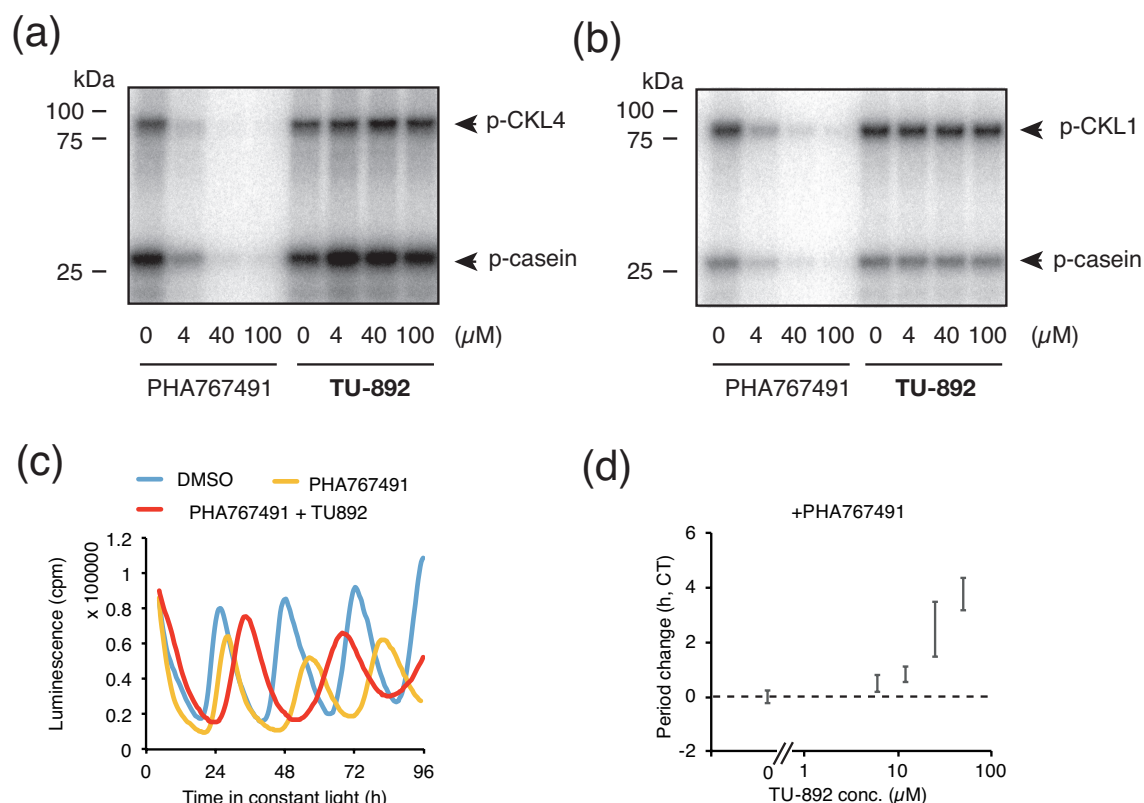 (a)
kDa
100
75
25
p-CKL4
p-casein
0 4 40 100 0 4 40 100 (µM)
PHA767491 TU-892
(b)
kDa
100
75
25
p-CKL1
p-casein
0 4 40 100 0 4 40 100 (µM)
PHA767491 TU-892
(c)
DMSO PHA767491
PHA767491 + TU892
Luminescence (cpm)
x 100000
1.2
1
0.8
0.6
0.4
0.2
0
0 24 48 72 96
Time in constant light (h)
(d)
+PHA767491
Period change (h, CT)
6
4
2
0
-2
0 1 10 100
TU-892 conc. (µM)